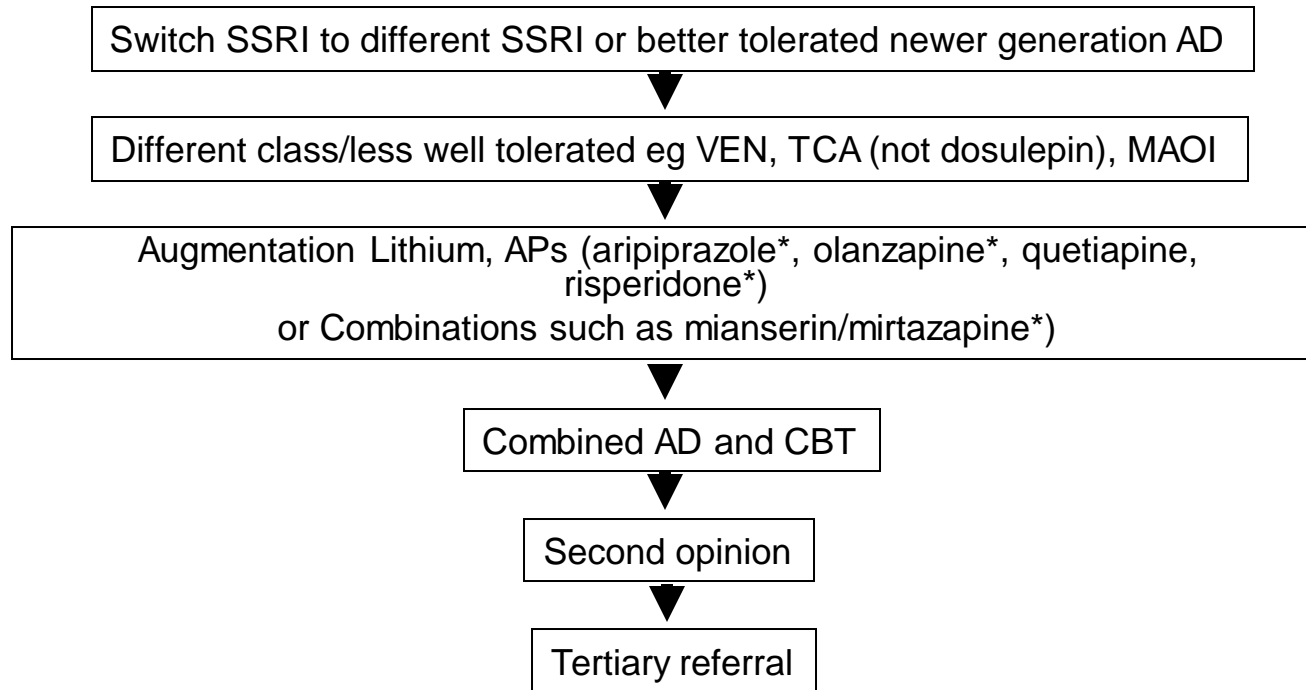 Switch SSRI to different SSRI or better tolerated newer generation AD
Different class/less well tolerated eg VEN, TCA (not dosulepin), MAOI
Augmentation Lithium, APs (aripiprazole*, olanzapine*, quetiapine,
risperidone*)
or Combinations such as mianserin/mirtazapine*)
Combined AD and CBT
Second opinion
Tertiary referral